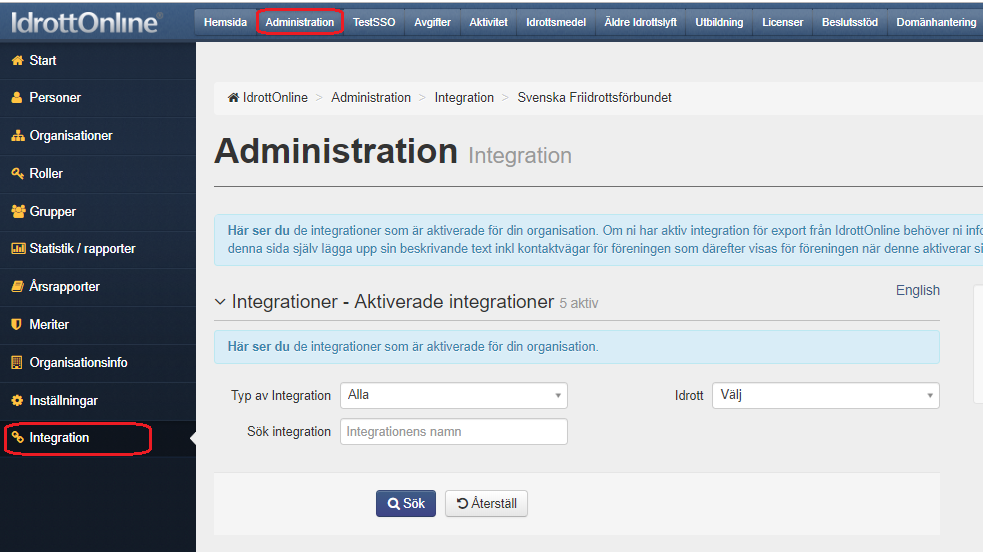 IdrottOnline
Hemsida Administration TestSSO Avgifter Aktivitet Idrottsmedel Äldre Idrottslyft Utbildning Licenser Beslutsstöd Domänhantering
Start
Personer
Organisationer
Roller
Grupper
Statistik / rapporter
Årsrapporter
Meriter
Organisationsinfo
Inställningar
Integration
IdrottOnline > Administration > Integration > Svenska Friidrottsförbundet
Administration Integration
Här ser du de integrationer som är aktiverade för din organisation. Om ni har aktiv integration för export från IdrottOnline behöver ni info
denna sida själv lägga upp sin beskrivande text inkl kontaktvägar för föreningen som därefter visas för föreningen när denne aktiverar si
English
Integrationer - Aktiverade integrationer 5 aktiv
Här ser du de integrationer som är aktiverade för din organisation.
Typ av Integration Alla Idrott Välj
Sök integration Integrationens namn
Sök Återställ